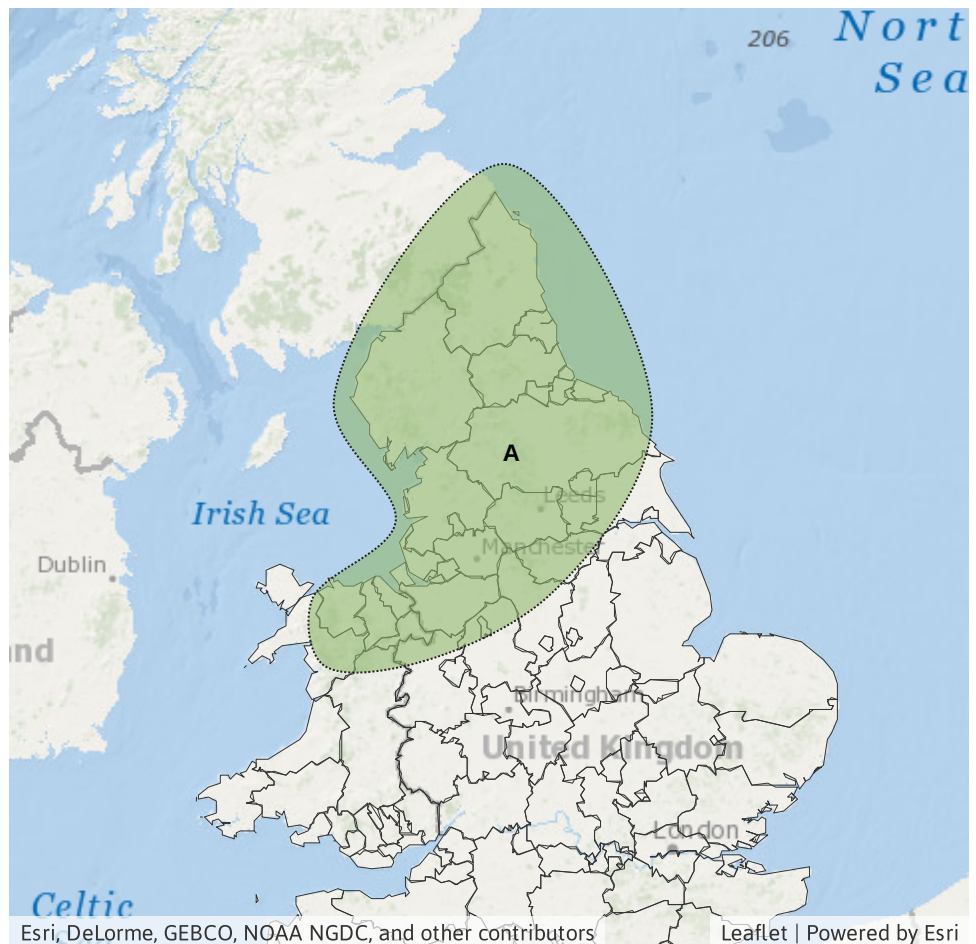 206
Nort
Sea
A
Leeds
Irish Sea
Manchester
Dublin
nd
Birmingham
United Kingdom
London
Celtic
Esri, DeLorme, GEBCO, NOAA NGDC, and other contributors
Leaflet | Powered by Esri